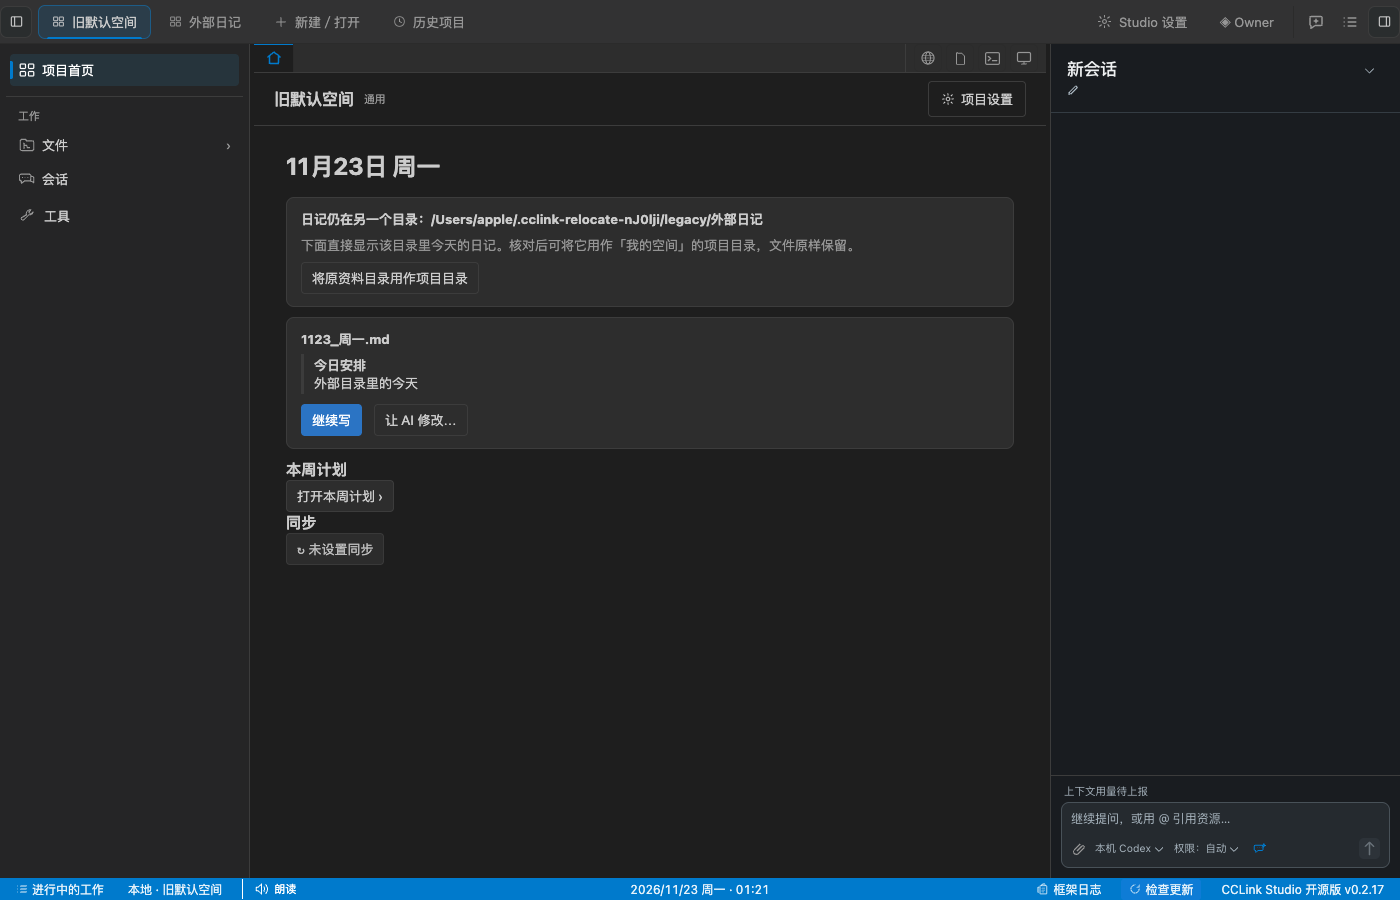 旧默认空间
外部日记
新建 / 打开
历史项目
Studio 设置
Owner
项目首页
工作
文件
会话
工具
旧默认空间 通用
项目设置
11月23日 周一
日记仍在另一个目录：/Users/apple/.cclink-relocate-nJ0lji/legacy/外部日记
下面直接显示该目录里今天的日记。核对后可将它用作「我的空间」的项目目录，文件原样保留。
将原资料目录用作项目目录
1123_周一.md
今日安排
外部目录里的今天
继续写
让 AI 修改...
本周计划
打开本周计划 ›
同步
↻ 未设置同步
新会话
上下文用量待上报
继续提问，或用 @ 引用资源...
本机 Codex
权限：自动
进行中的工作
本地 · 旧默认空间
朗读
2026/11/23 周一 · 01:21
框架日志
检查更新
CCLink Studio 开源版 v0.2.17